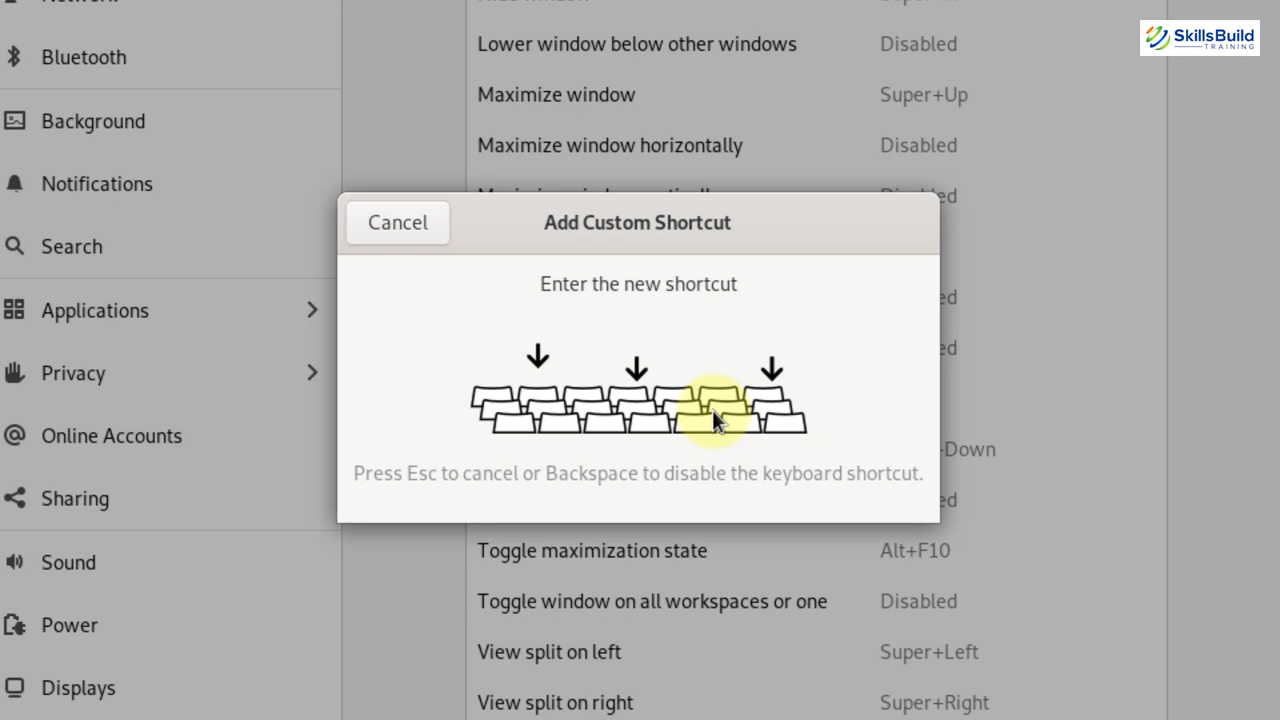 Bluetooth
Background
Notifications
Search
Applications
Privacy
Online Accounts
Sharing
Sound
Power
Displays
Lower window below other windows Disabled
Maximize window Super+Up
Maximize window horizontally Disabled
Cancel
Add Custom Shortcut
Enter the new shortcut
Press Esc to cancel or Backspace to disable the keyboard shortcut.
-Down
Toggle maximization state Alt+F10
Toggle window on all workspaces or one Disabled
View split on left Super+Left
View split on right Super+Right
SkillsBuild
TRAINING